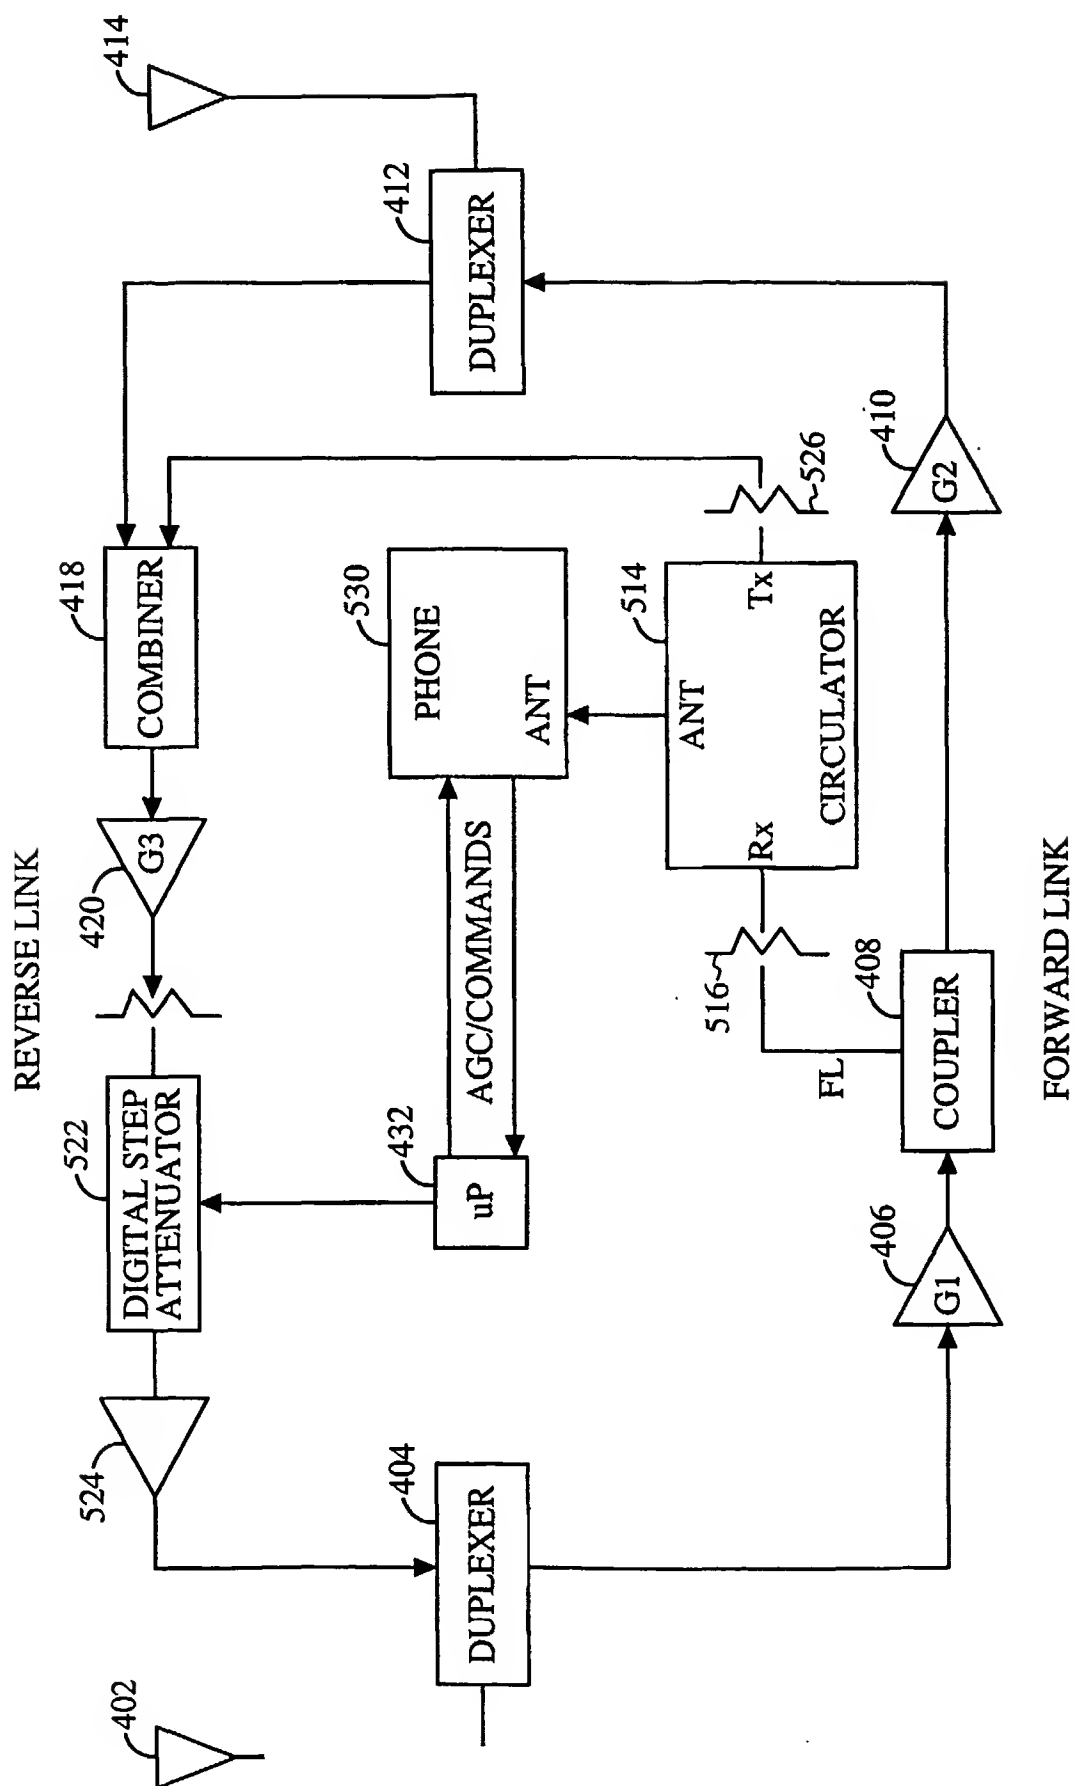 REVERSE LINK
402
524
522
DIGITAL STEP
ATTENUATOR
420
G3
418
COMBINER
414
404
DUPLEXER
432
uP
AGC/COMMANDS
530
PHONE
ANT
412
DUPLEXER
516
FL
514
Rx
ANT
Tx
CIRCULATOR
526
406
G1
408
COUPLER
410
G2
FORWARD LINK